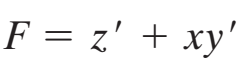 F = z′ + xy′